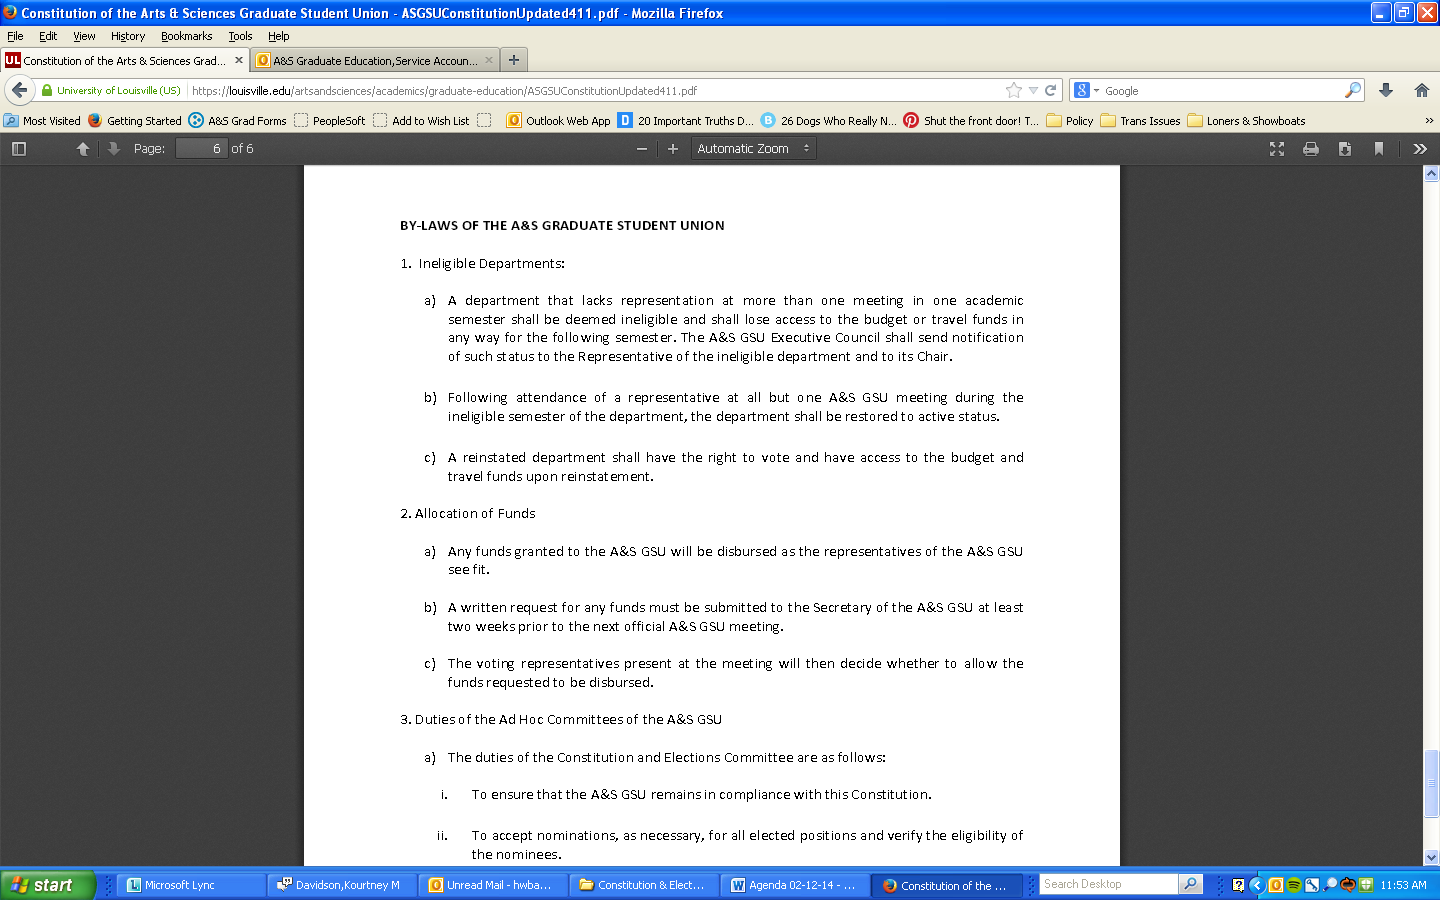 Constitution of the Arts & Sciences Graduate Student Union - ASGSUConstitutionUpdated411.pdf - Mozilla Firefox
File Edit View History Bookmarks Tools Help
UL Constitution of the Arts & Sciences Grad... × A&S Graduate Education,Service Accoun... × +
University of Louisville (US) https://louisville.edu/artsandsciences/academics/graduate-education/ASGSUConstitutionUpdated411.pdf Google
Most Visited Getting Started A&S Grad Forms PeopleSoft Add to Wish List Outlook Web App 20 Important Truths D... 26 Dogs Who Really N... Shut the front door! T... Policy Trans Issues Loners & Showboats »
Page: 6 of 6 Automatic Zoom
BY-LAWS OF THE A&S GRADUATE STUDENT UNION
1. Ineligible Departments:
a) A department that lacks representation at more than one meeting in one academic
semester shall be deemed ineligible and shall lose access to the budget or travel funds in
any way for the following semester. The A&S GSU Executive Council shall send notification
of such status to the Representative of the ineligible department and to its Chair.
b) Following attendance of a representative at all but one A&S GSU meeting during the
ineligible semester of the department, the department shall be restored to active status.
c) A reinstated department shall have the right to vote and have access to the budget and
travel funds upon reinstatement.
2. Allocation of Funds
a) Any funds granted to the A&S GSU will be disbursed as the representatives of the A&S GSU
see fit.
b) A written request for any funds must be submitted to the Secretary of the A&S GSU at least
two weeks prior to the next official A&S GSU meeting.
c) The voting representatives present at the meeting will then decide whether to allow the
funds requested to be disbursed.
3. Duties of the Ad Hoc Committees of the A&S GSU
a) The duties of the Constitution and Elections Committee are as follows:
i. To ensure that the A&S GSU remains in compliance with this Constitution.
ii. To accept nominations, as necessary, for all elected positions and verify the eligibility of
the nominees.
start Microsoft Lync Davidson,Kourtney M Unread Mail - hwba... Constitution & Elect... Agenda 02-12-14 - ... Constitution of the ... Search Desktop 11:53 AM